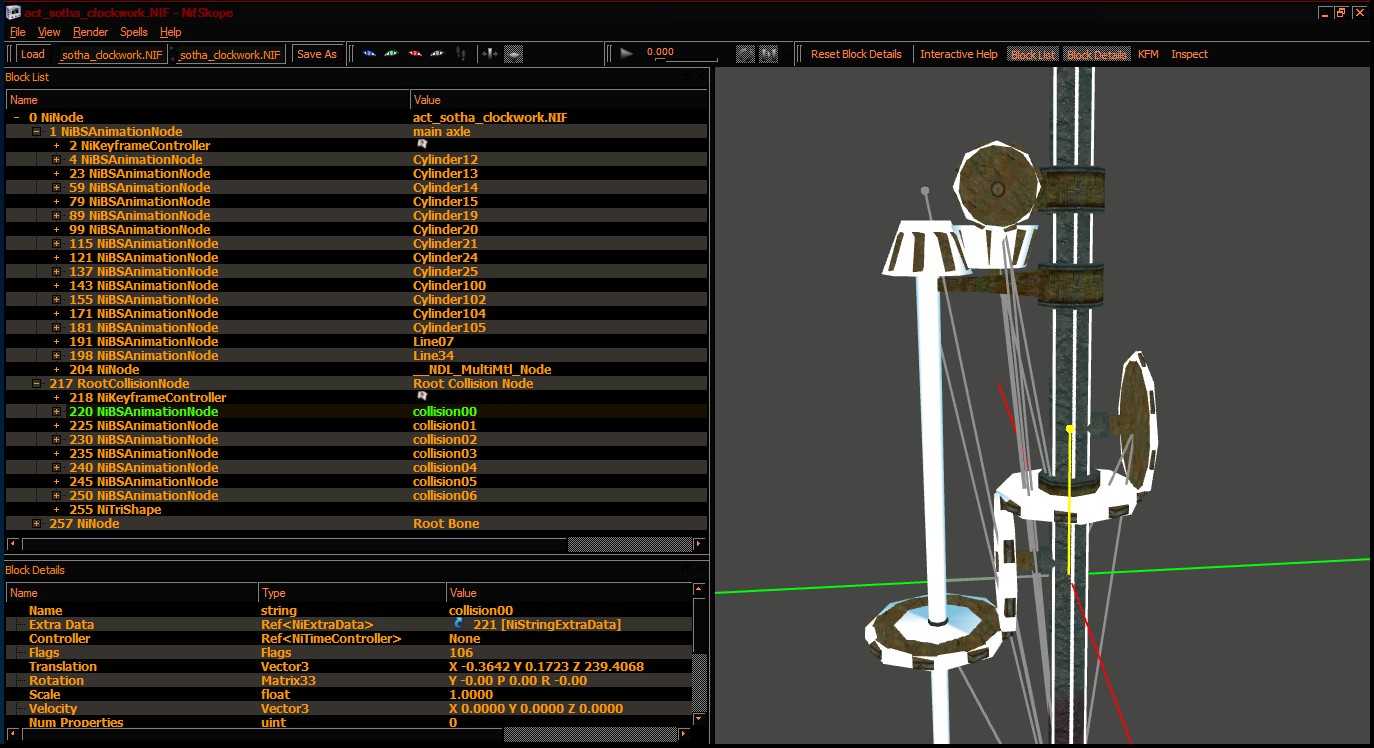 act_sotha_clockwork.NIF - NifSkope
File View Render Spells Help
Load _sotha_clockwork.NIF _sotha_clockwork.NIF Save As 0.000 Reset Block Details Interactive Help Block List Block Details KFM Inspect
Block List
Name Value
0 NiNode act_sotha_clockwork.NIF
1 NiBSAnimationNode main axle
2 NiKeyframeController
4 NiBSAnimationNode Cylinder12
23 NiBSAnimationNode Cylinder13
59 NiBSAnimationNode Cylinder14
79 NiBSAnimationNode Cylinder15
89 NiBSAnimationNode Cylinder19
99 NiBSAnimationNode Cylinder20
115 NiBSAnimationNode Cylinder21
121 NiBSAnimationNode Cylinder24
137 NiBSAnimationNode Cylinder25
143 NiBSAnimationNode Cylinder100
155 NiBSAnimationNode Cylinder102
171 NiBSAnimationNode Cylinder104
181 NiBSAnimationNode Cylinder105
191 NiBSAnimationNode Line07
198 NiBSAnimationNode Line34
204 NiNode __NDL_MultiMtl_Node
217 RootCollisionNode Root Collision Node
218 NiKeyframeController
220 NiBSAnimationNode collision00
225 NiBSAnimationNode collision01
230 NiBSAnimationNode collision02
235 NiBSAnimationNode collision03
240 NiBSAnimationNode collision04
245 NiBSAnimationNode collision05
250 NiBSAnimationNode collision06
255 NiTriShape
257 NiNode Root Bone
Block Details
Name Type Value
Name string collision00
Extra Data Ref<NiExtraData> 221 [NiStringExtraData]
Controller Ref<NiTimeController> None
Flags Flags 106
Translation Vector3 X -0.3642 Y 0.1723 Z 239.4068
Rotation Matrix33 Y -0.00 P 0.00 R -0.00
Scale float 1.0000
Velocity Vector3 X 0.0000 Y 0.0000 Z 0.0000
Num Properties uint 0